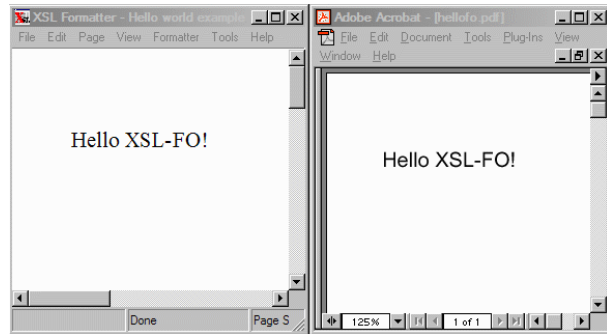 XSL Formatter - Hello world example
File Edit Page View Formatter Tools Help
Hello XSL-FO!
Done Page S
Adobe Acrobat - [hellofo.pdf]
File Edit Document Tools Plug-Ins View
Window Help
Hello XSL-FO!
125% 1 of 1